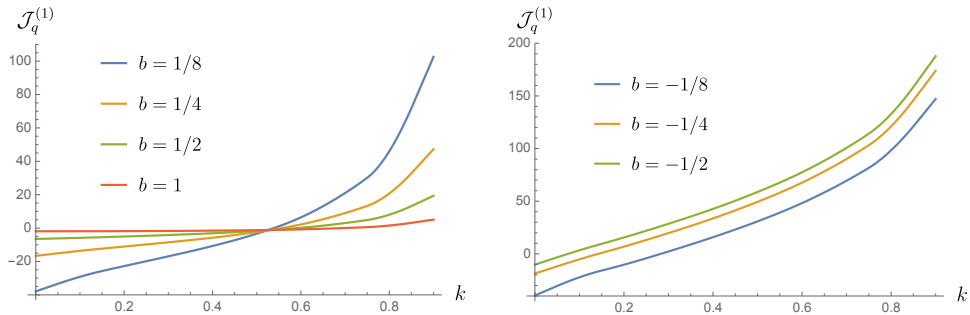 𝒥_q^(1)
100
80
60
40
20
0
−20
0.2
0.4
0.6
0.8
k
b = 1/8
b = 1/4
b = 1/2
b = 1
𝒥_q^(1)
200
150
100
50
0
0.2
0.4
0.6
0.8
k
b = −1/8
b = −1/4
b = −1/2